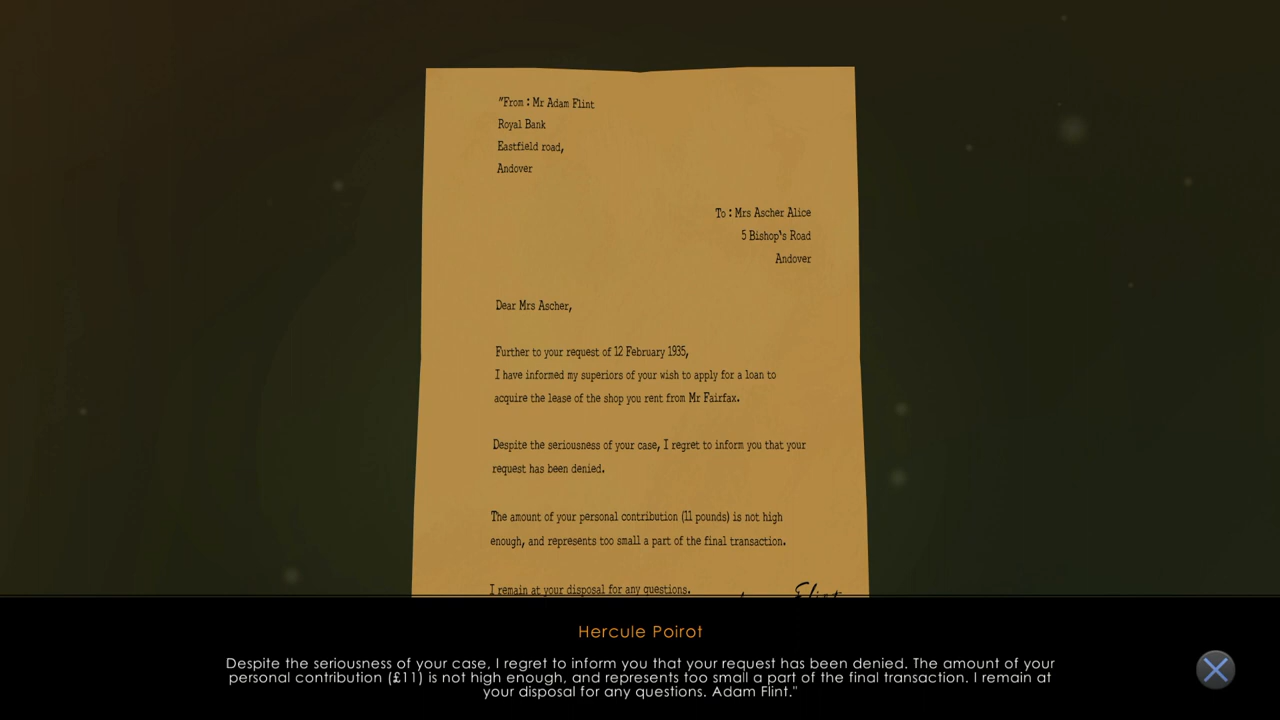 "From : Mr Adam Flint
Royal Bank
Eastfield road,
Andover
To : Mrs Ascher Alice
5 Bishop's Road
Andover
Dear Mrs Ascher,
Further to your request of 12 February 1935,
I have informed my superiors of your wish to apply for a loan to
acquire the lease of the shop you rent from Mr Fairfax.
Despite the seriousness of your case, I regret to inform you that your
request has been denied.
The amount of your personal contribution (11 pounds) is not high
enough, and represents too small a part of the final transaction.
I remain at your disposal for any questions.
Flint
Hercule Poirot
Despite the seriousness of your case, I regret to inform you that your request has been denied. The amount of your
personal contribution (£11) is not high enough, and represents too small a part of the final transaction. I remain at
your disposal for any questions. Adam Flint."